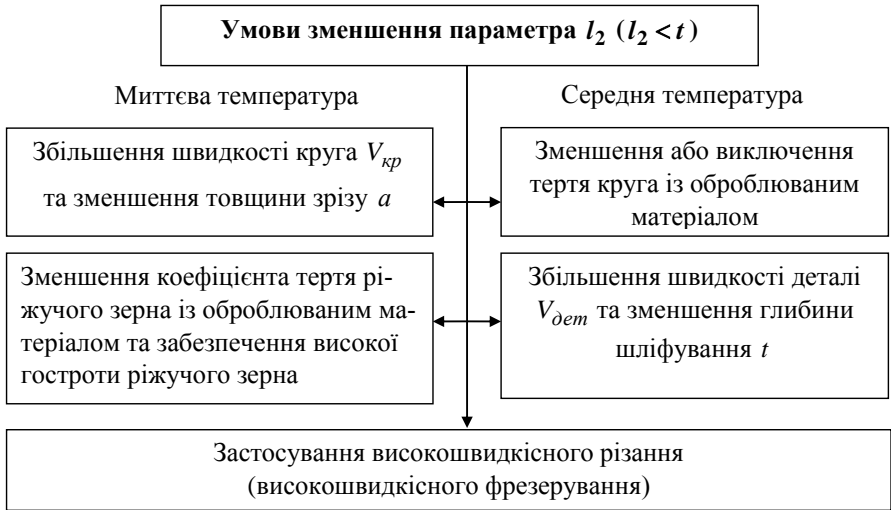 Умови зменшення параметра l₂ (l₂ < t)
Миттєва температура
Середня температура
Збільшення швидкості круга Vкр
та зменшення товщини зрізу a
Зменшення або виключення
тертя круга із оброблюваним
матеріалом
Зменшення коефіцієнта тертя рі-
жучого зерна із оброблюваним ма-
теріалом та забезпечення високої
гостроти ріжучого зерна
Збільшення швидкості деталі
Vдет та зменшення глибини
шліфування t
Застосування високошвидкісного різання
(високошвидкісного фрезерування)